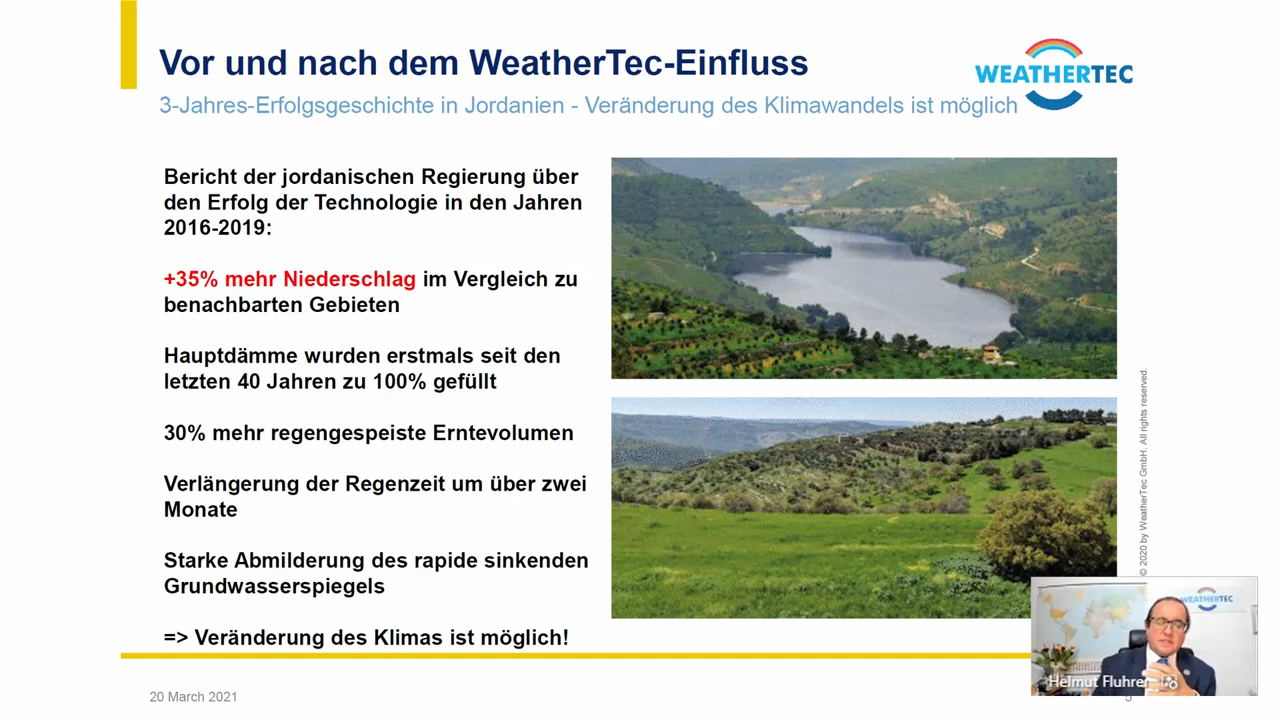 Vor und nach dem WeatherTec-Einfluss
3-Jahres-Erfolgsgeschichte in Jordanien - Veränderung des Klimawandels ist möglich
WEATHERTEC
Bericht der jordanischen Regierung über
den Erfolg der Technologie in den Jahren
2016-2019:
+35% mehr Niederschlag im Vergleich zu
benachbarten Gebieten
Hauptdämme wurden erstmals seit den
letzten 40 Jahren zu 100% gefüllt
30% mehr regengespeiste Erntevolumen
Verlängerung der Regenzeit um über zwei
Monate
Starke Abmilderung des rapide sinkenden
Grundwasserspiegels
=> Veränderung des Klimas ist möglich!
© 2020 by WeatherTec GmbH. All rights reserved.
WEATHERTEC
Helmut Fluhrer
20 March 2021
5